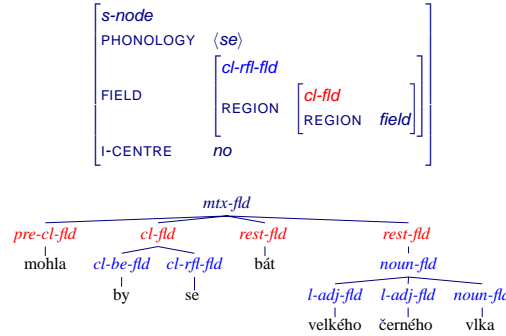 s-node
PHONOLOGY ⟨se⟩
cl-rfl-fld
FIELD
REGION
cl-fld
REGION field
I-CENTRE no
mtx-fld
pre-cl-fld cl-fld rest-fld rest-fld
mohla cl-be-fld cl-rfl-fld bát noun-fld
by se l-adj-fld l-adj-fld noun-fld
velkého černého vlka